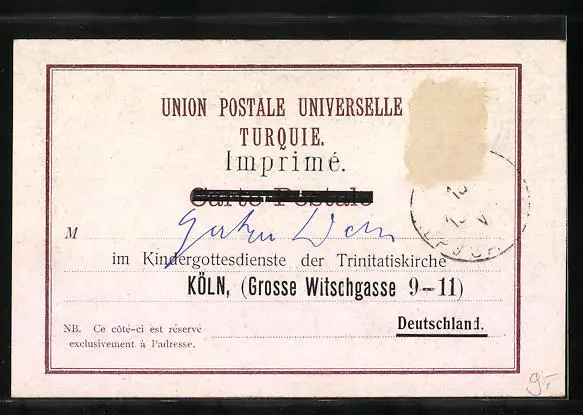 UNION POSTALE UNIVERSELLE
TURQUIE.
Imprimé.
Carte Postale
M
im Kindergottesdienste der Trinitatiskirche
KÖLN, (Grosse Witschgasse 9–11)
Deutschland.
NB. Ce côté-ci est réservé
exclusivement à l'adresse.
9.-